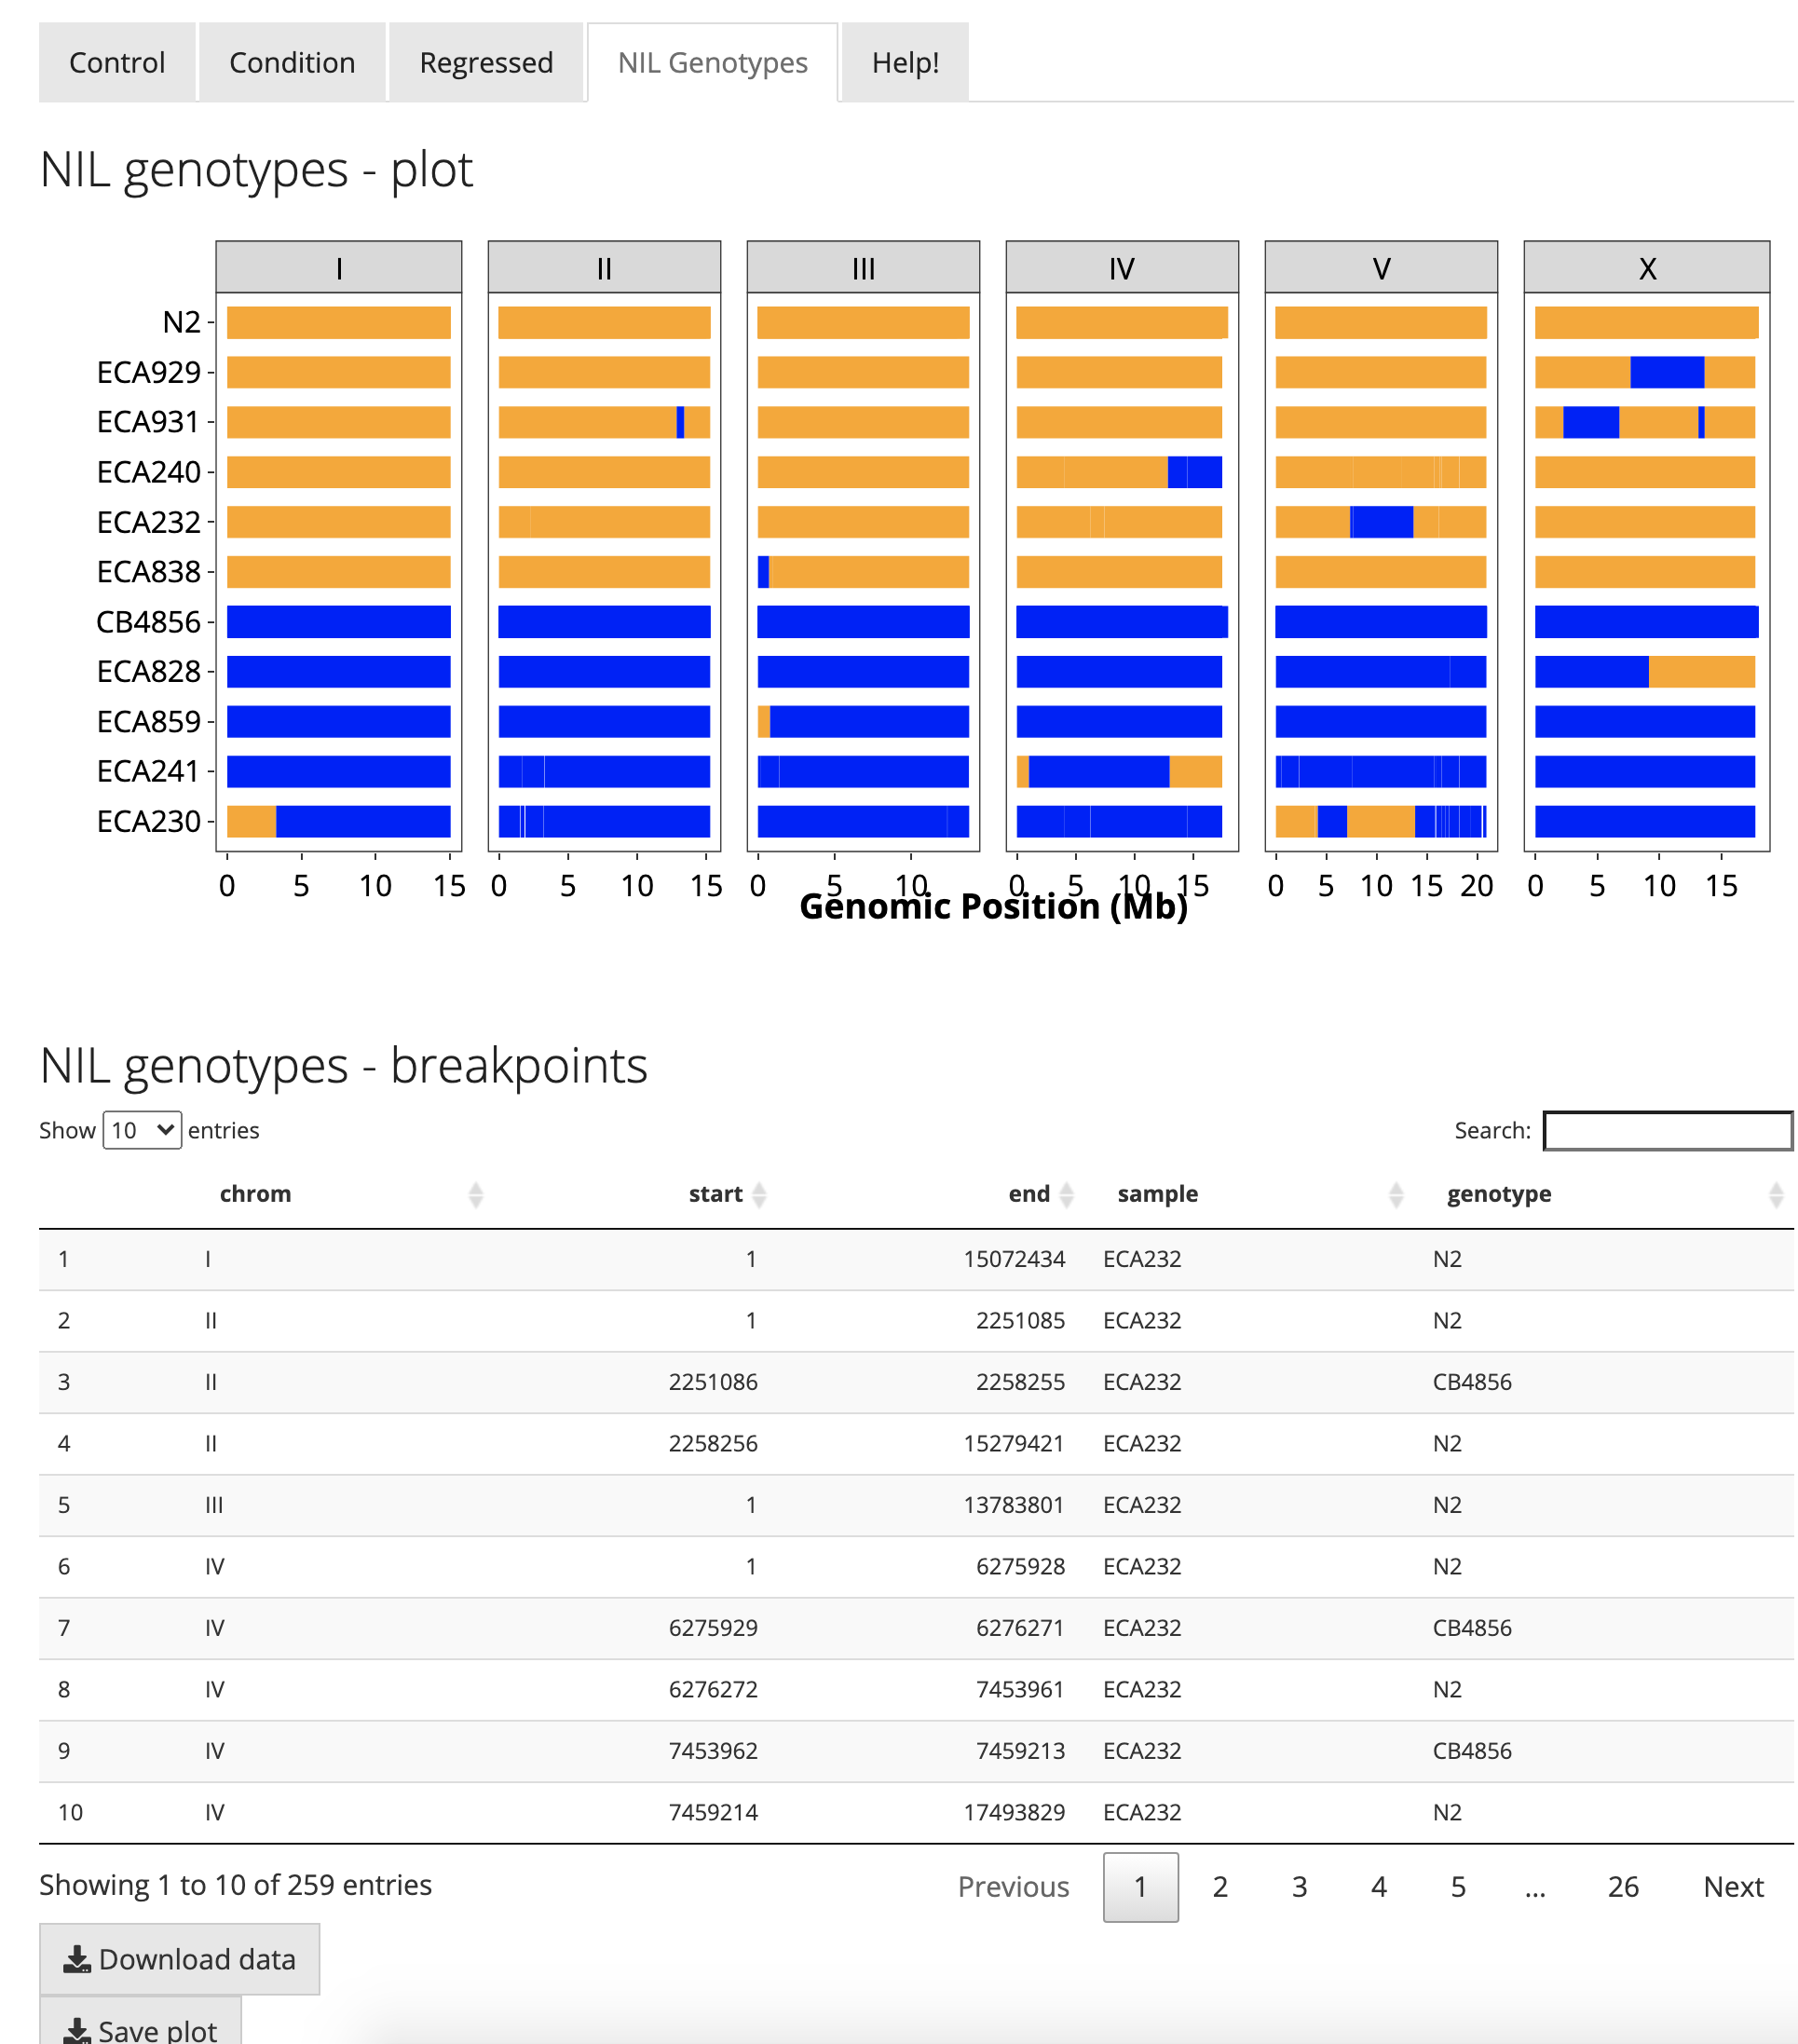 Control Condition Regressed NIL Genotypes Help!
NIL genotypes - plot
I II III IV V X
N2
ECA929
ECA931
ECA240
ECA232
ECA838
CB4856
ECA828
ECA859
ECA241
ECA230
0 5 10 15 0 5 10 15 0 5 10 0 5 10 15 0 5 10 15 20 0 5 10 15
Genomic Position (Mb)
NIL genotypes - breakpoints
Show 10 entries Search:
chrom start end sample genotype
1 I 1 15072434 ECA232 N2
2 II 1 2251085 ECA232 N2
3 II 2251086 2258255 ECA232 CB4856
4 II 2258256 15279421 ECA232 N2
5 III 1 13783801 ECA232 N2
6 IV 1 6275928 ECA232 N2
7 IV 6275929 6276271 ECA232 CB4856
8 IV 6276272 7453961 ECA232 N2
9 IV 7453962 7459213 ECA232 CB4856
10 IV 7459214 17493829 ECA232 N2
Showing 1 to 10 of 259 entries Previous 1 2 3 4 5 ... 26 Next
Download data
Save plot